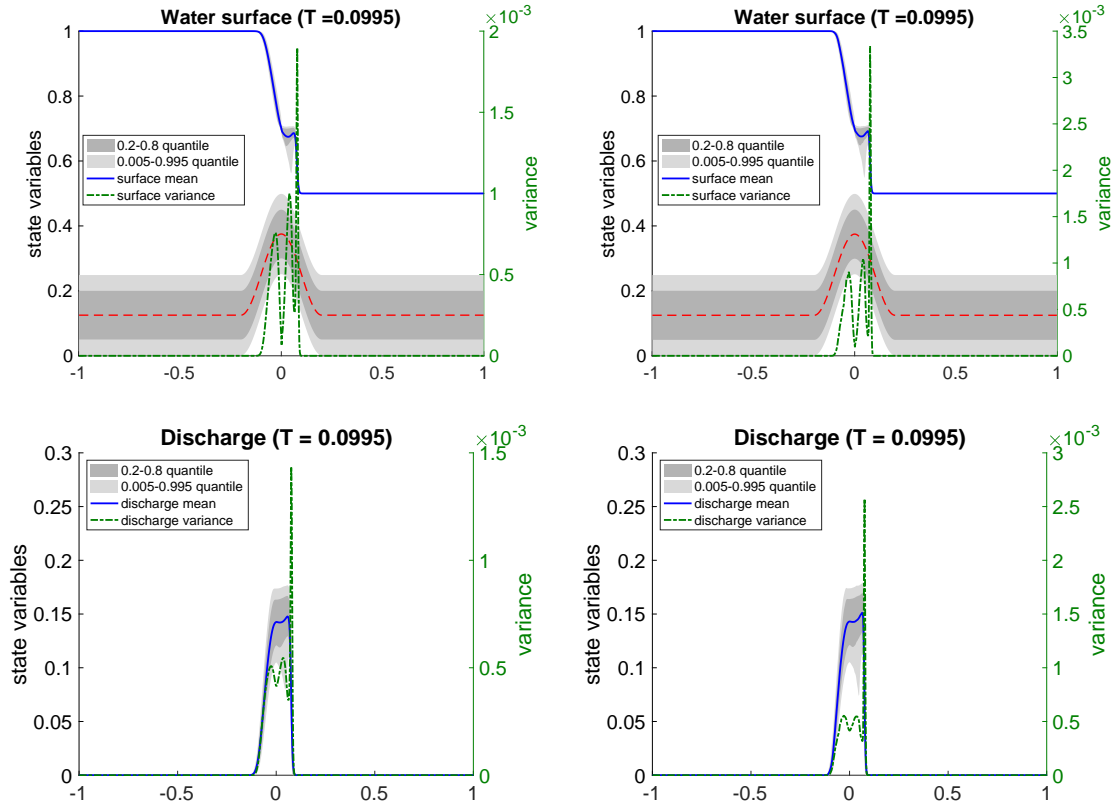 Water surface (T =0.0995)
×10⁻³
1
0.8
0.6
0.4
0.2
0
state variables
0.2-0.8 quantile
0.005-0.995 quantile
surface mean
surface variance
2
1.5
1
0.5
0
variance
-1
-0.5
0
0.5
1
Water surface (T =0.0995)
×10⁻³
1
0.8
0.6
0.4
0.2
0
state variables
0.2-0.8 quantile
0.005-0.995 quantile
surface mean
surface variance
3.5
3
2.5
2
1.5
1
0.5
0
variance
-1
-0.5
0
0.5
1
Discharge (T = 0.0995)
×10⁻³
0.3
0.25
0.2
0.15
0.1
0.05
0
state variables
0.2-0.8 quantile
0.005-0.995 quantile
discharge mean
discharge variance
1.5
1
0.5
0
variance
-1
-0.5
0
0.5
1
Discharge (T = 0.0995)
×10⁻³
0.3
0.25
0.2
0.15
0.1
0.05
0
state variables
0.2-0.8 quantile
0.005-0.995 quantile
discharge mean
discharge variance
3
2.5
2
1.5
1
0.5
0
variance
-1
-0.5
0
0.5
1